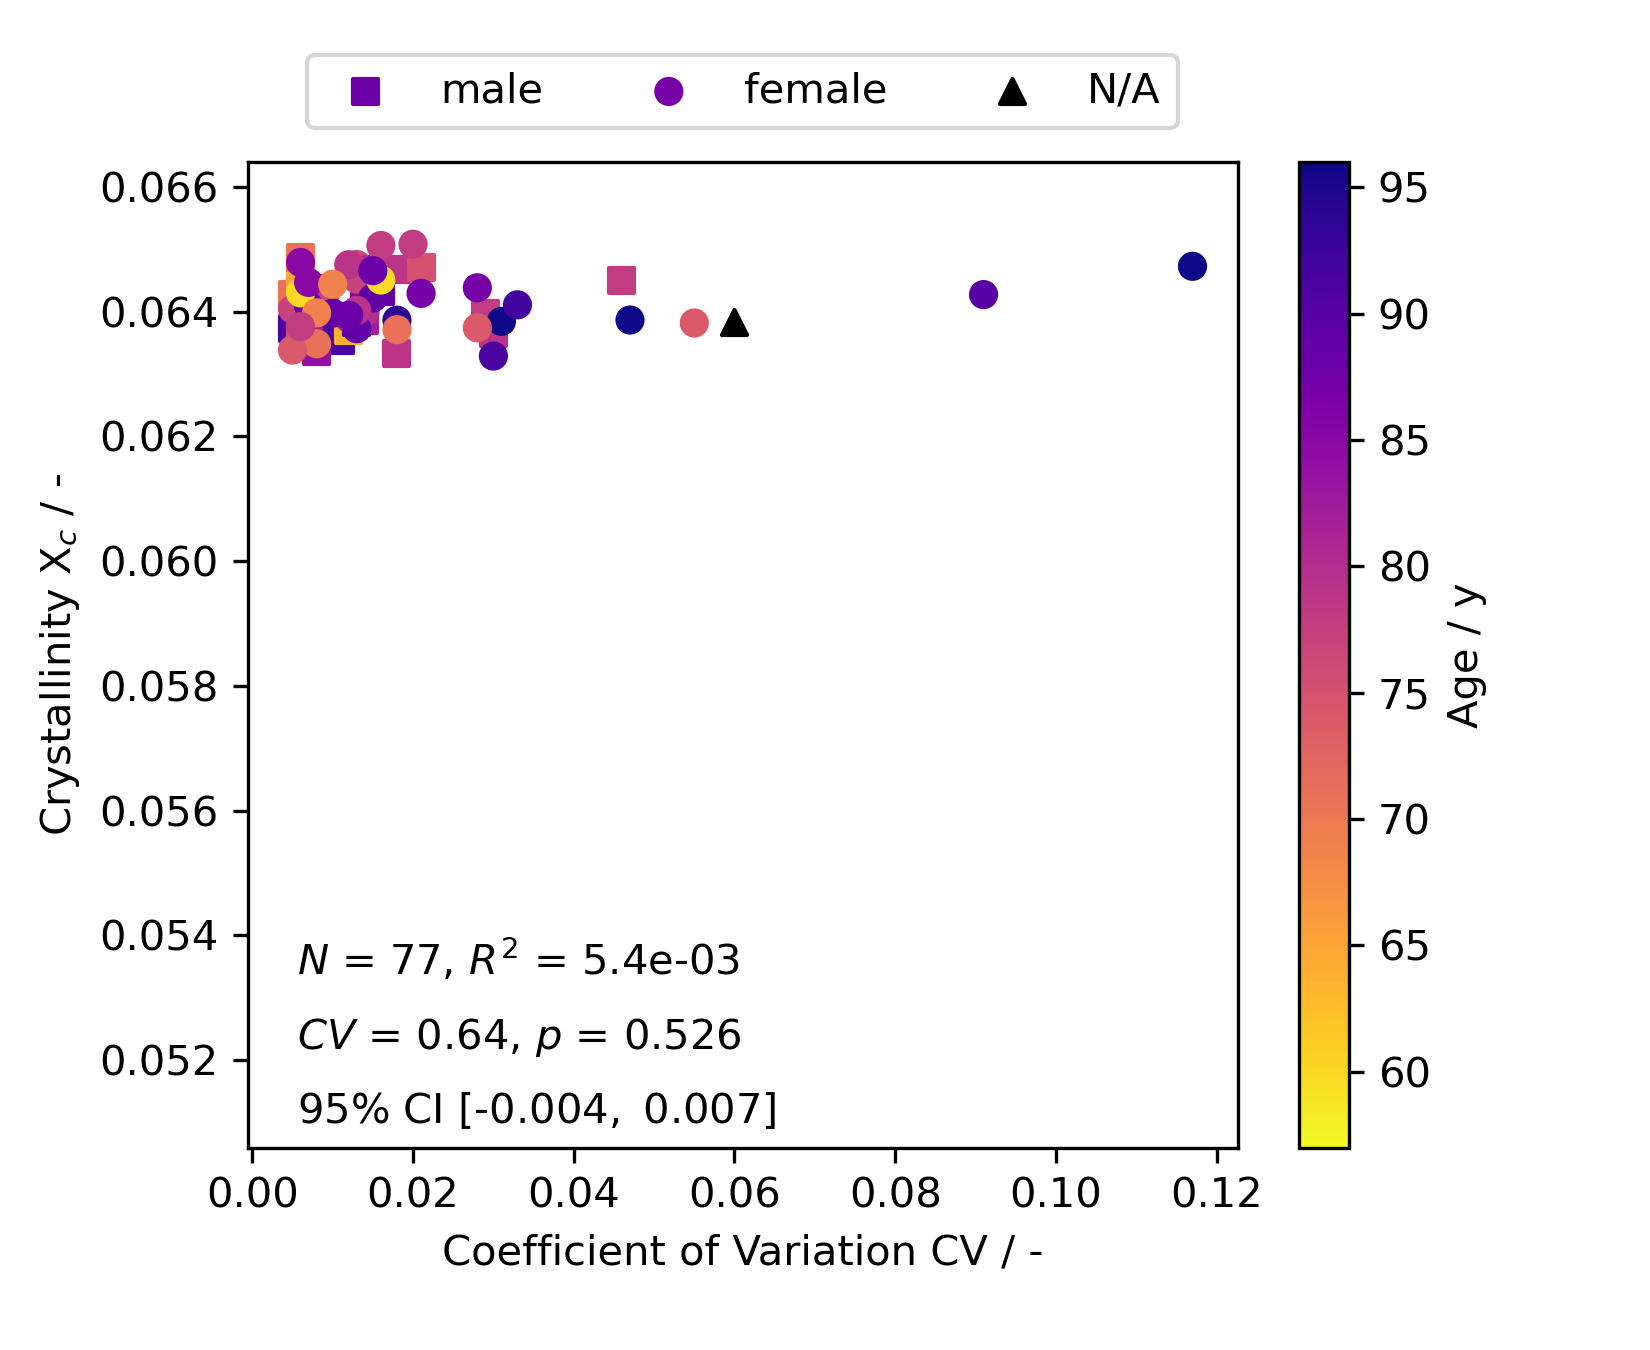 male female N/A
0.066
0.064
0.062
0.060
0.058
0.056
0.054
0.052
Crystallinity X_c / -
N = 77, R² = 5.4e-03
CV = 0.64, p = 0.526
95% CI [-0.004, 0.007]
0.00 0.02 0.04 0.06 0.08 0.10 0.12
Coefficient of Variation CV / -
95
90
85
80
75
70
65
60
Age / y